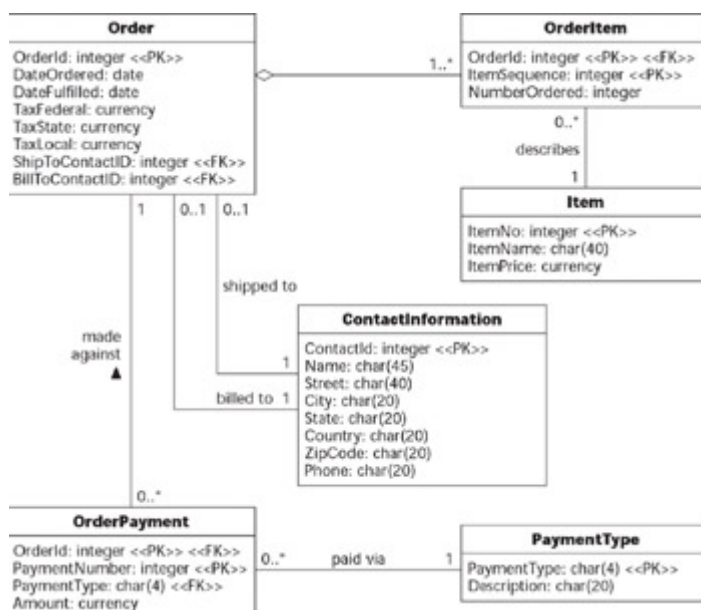 Order
OrderId: integer <<PK>>
DateOrdered: date
DateFulfilled: date
TaxFederal: currency
TaxState: currency
TaxLocal: currency
ShipToContactID: integer <<FK>>
BillToContactID: integer <<FK>>
1..*
OrderItem
OrderId: integer <<PK>> <<FK>>
ItemSequence: integer <<PK>>
NumberOrdered: integer
0..*
describes
1
Item
ItemNo: integer <<PK>>
ItemName: char(40)
ItemPrice: currency
1 0..1 0..1
shipped to
1
made
against
billed to 1
ContactInformation
ContactId: integer <<PK>>
Name: char(45)
Street: char(40)
City: char(20)
State: char(20)
Country: char(20)
ZipCode: char(20)
Phone: char(20)
0..*
OrderPayment
OrderId: integer <<PK>> <<FK>>
PaymentNumber: integer <<PK>>
PaymentType: char(4) <<FK>>
Amount: currency
0..* paid via 1
PaymentType
PaymentType: char(4) <<PK>>
Description: char(20)